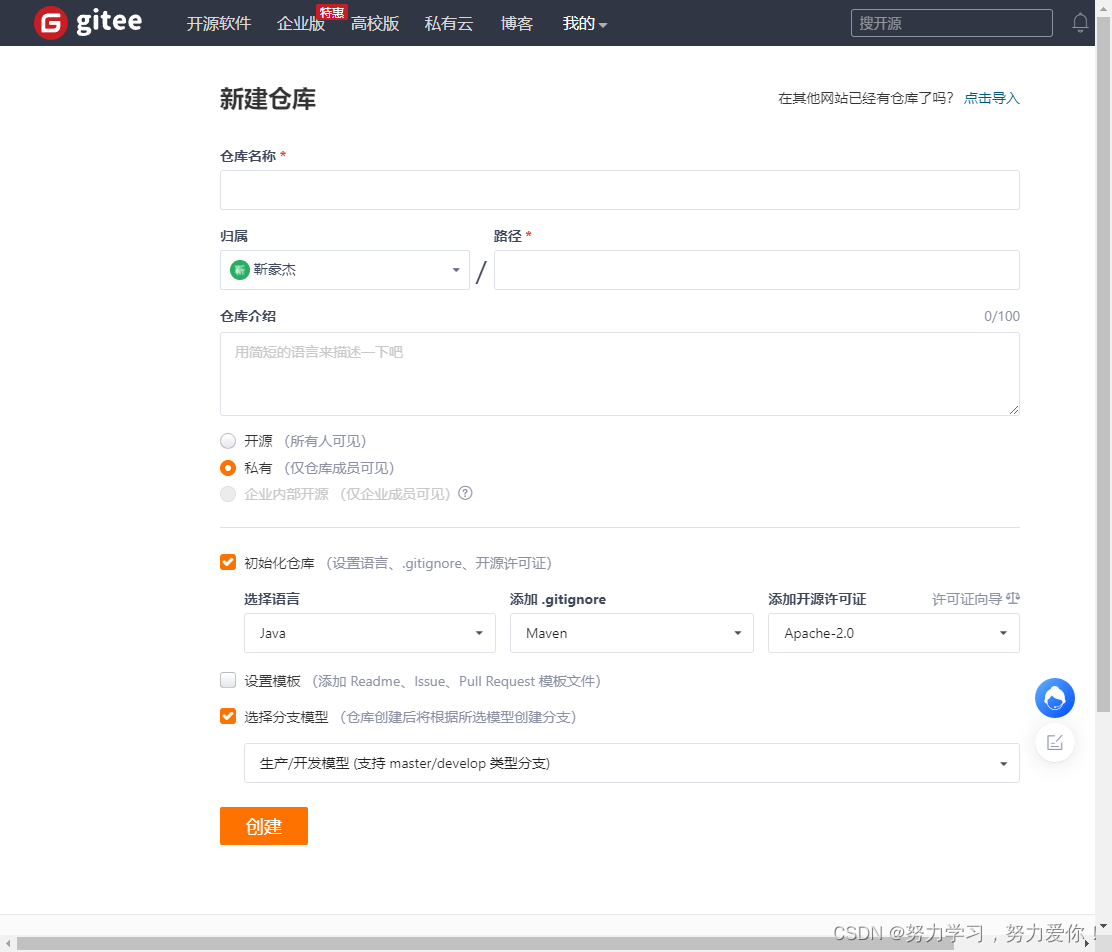 gitee 开源软件 企业版 特惠 高校版 私有云 博客 我的 搜开源
新建仓库 在其他网站已经有仓库了吗? 点击导入
仓库名称 *
归属 路径 *
靳 靳豪杰 /
仓库介绍 0/100
用简短的语言来描述一下吧
开源 (所有人可见)
私有 (仅仓库成员可见)
企业内部开源 (仅企业成员可见) ?
初始化仓库 (设置语言、.gitignore、开源许可证)
选择语言 添加 .gitignore 添加开源许可证 许可证向导
Java Maven Apache-2.0
设置模板 (添加 Readme、Issue、Pull Request 模板文件)
选择分支模型 (仓库创建后将根据所选模型创建分支)
生产/开发模型 (支持 master/develop 类型分支)
创建
CSDN @努力学习，努力爱你！